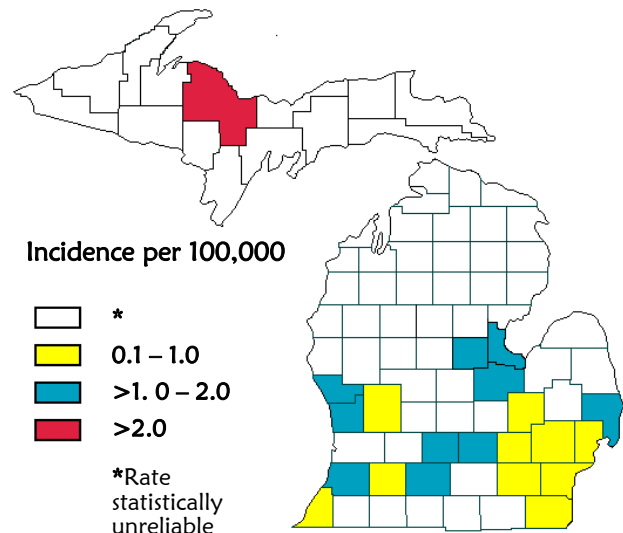 Incidence per 100,000
*
0.1 – 1.0
>1. 0 – 2.0
>2.0
*Rate
statistically
unreliable